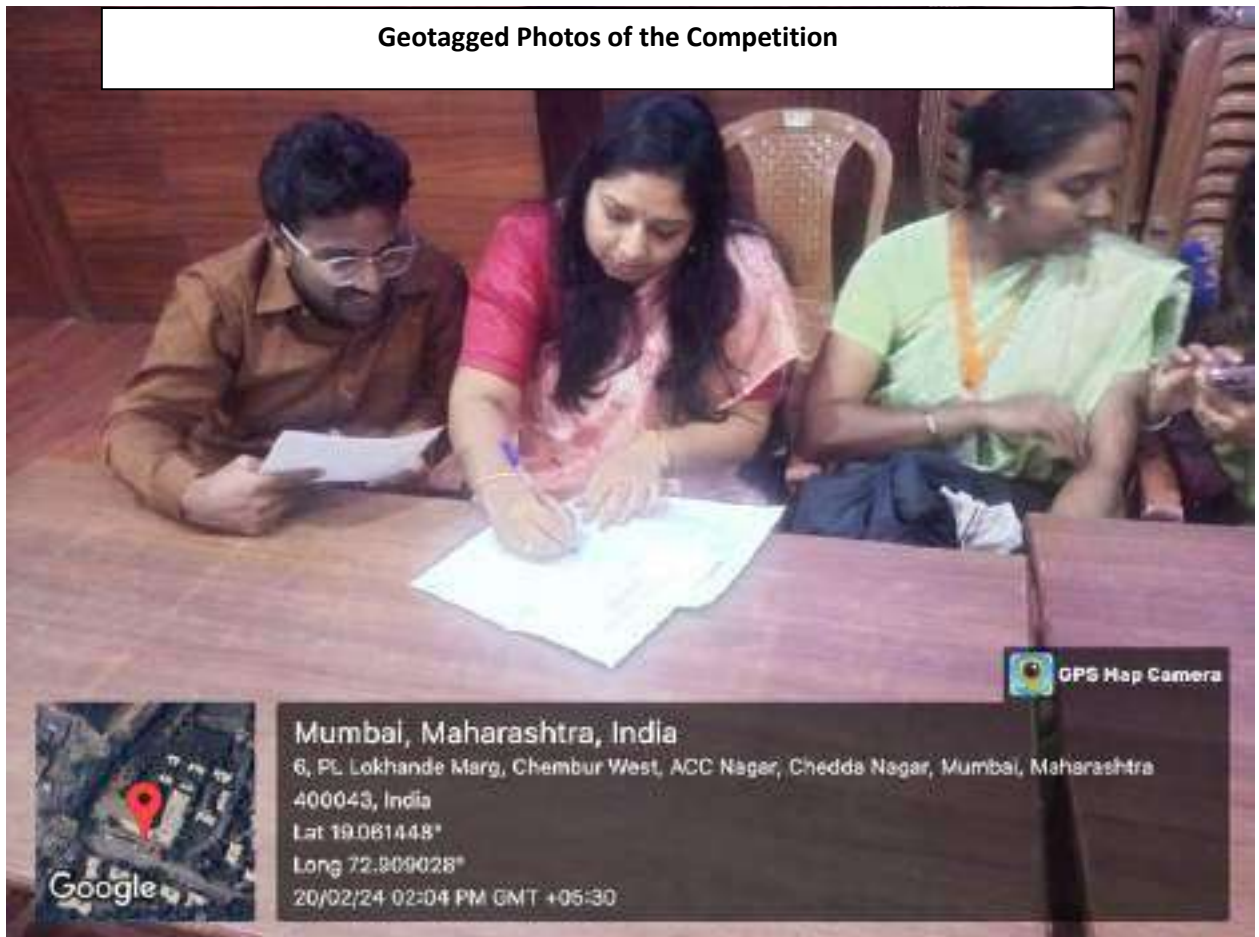 Geotagged Photos of the Competition
GPS Map Camera
Mumbai, Maharashtra, India
6, PL Lokhande Marg, Chembur West, ACC Nagar, Chedda Nagar, Mumbai, Maharashtra
400043, India
Lat 19.061448°
Long 72.909028°
20/02/24 02:04 PM GMT +05:30
Google